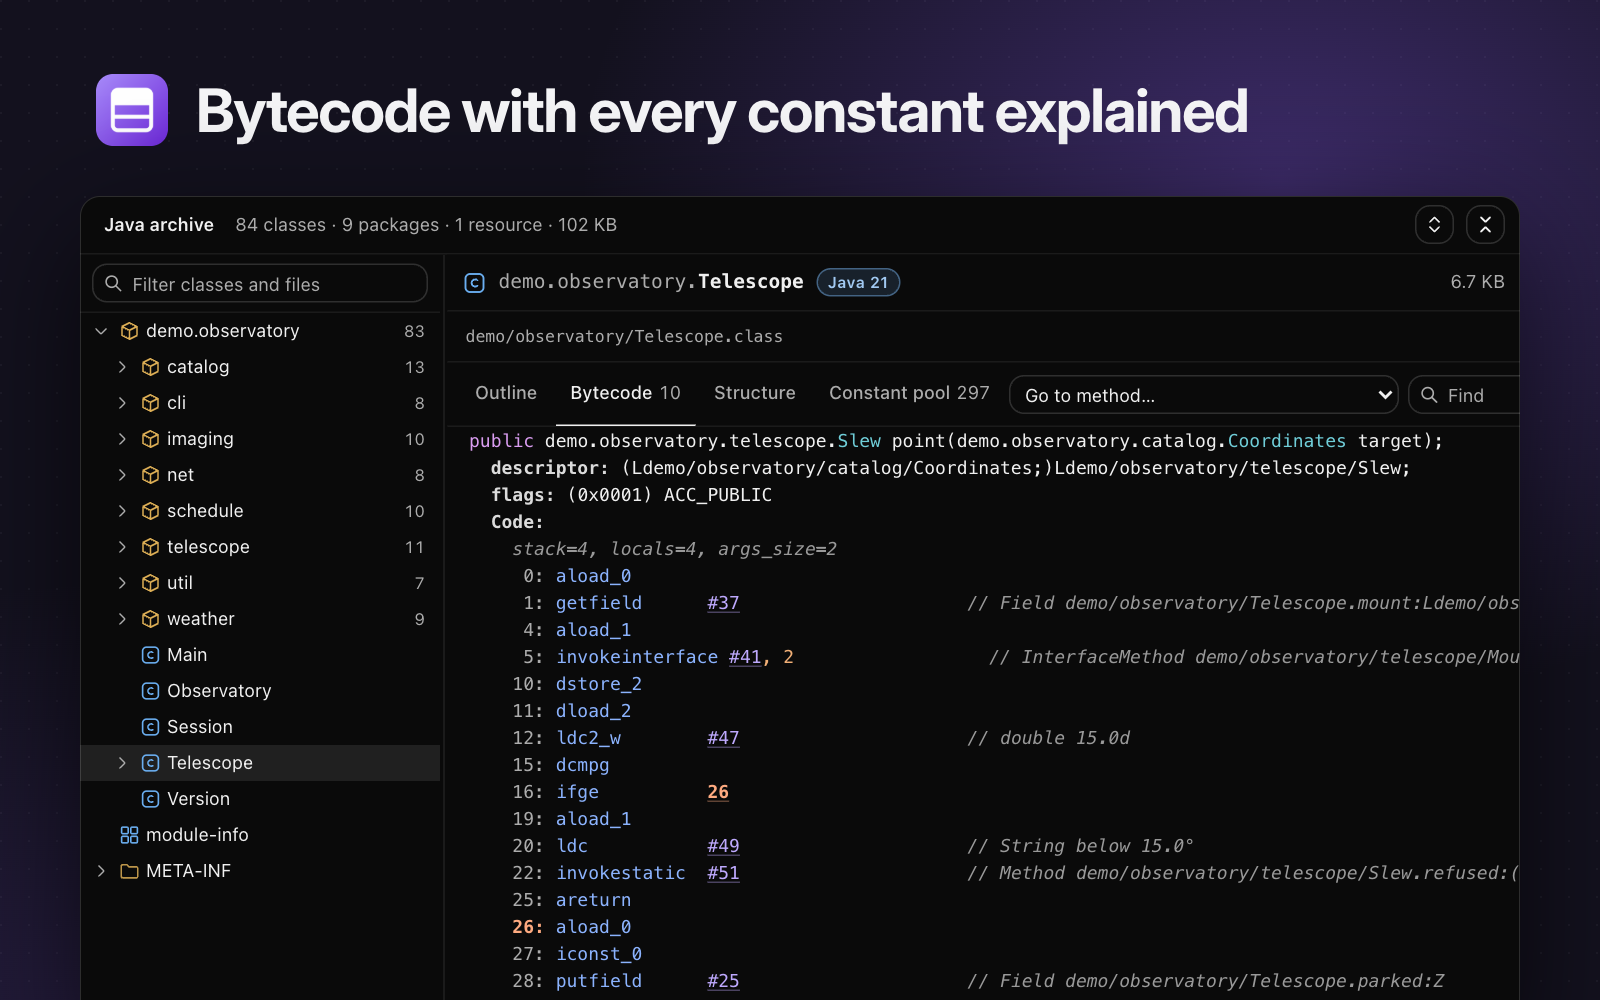 Bytecode with every constant explained
Java archive 84 classes · 9 packages · 1 resource · 102 KB
Filter classes and files
demo.observatory 83
catalog 13
cli 8
imaging 10
net 8
schedule 10
telescope 11
util 7
weather 9
Main
Observatory
Session
Telescope
Version
module-info
META-INF
demo.observatory.Telescope Java 21 6.7 KB
demo/observatory/Telescope.class
Outline Bytecode 10 Structure Constant pool 297 Go to method... Find
public demo.observatory.telescope.Slew point(demo.observatory.catalog.Coordinates target);
descriptor: (Ldemo/observatory/catalog/Coordinates;)Ldemo/observatory/telescope/Slew;
flags: (0x0001) ACC_PUBLIC
Code:
stack=4, locals=4, args_size=2
0: aload_0
1: getfield #37 // Field demo/observatory/Telescope.mount:Ldemo/obs
4: aload_1
5: invokeinterface #41, 2 // InterfaceMethod demo/observatory/telescope/Mou
10: dstore_2
11: dload_2
12: ldc2_w #47 // double 15.0d
15: dcmpg
16: ifge 26
19: aload_1
20: ldc #49 // String below 15.0°
22: invokestatic #51 // Method demo/observatory/telescope/Slew.refused:(
25: areturn
26: aload_0
27: iconst_0
28: putfield #25 // Field demo/observatory/Telescope.parked:Z